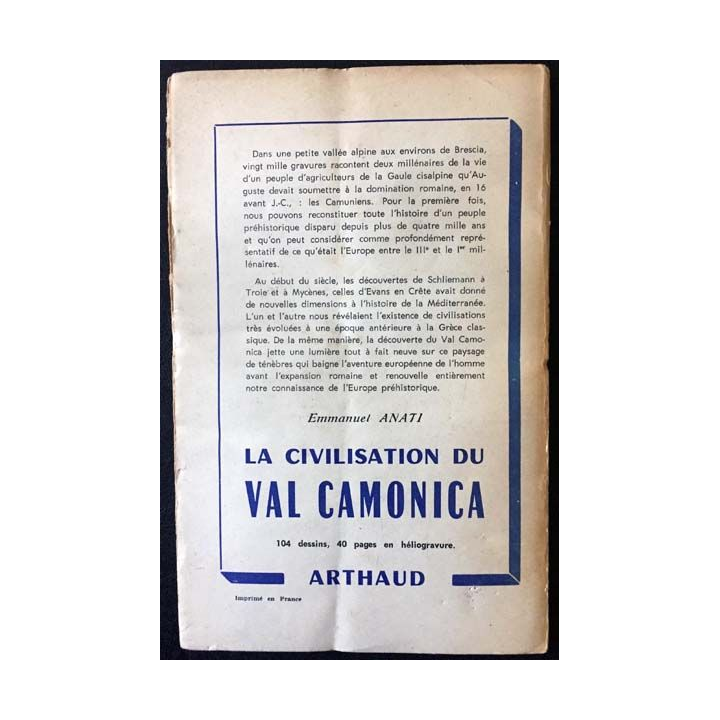 Dans une petite vallée alpine aux environs de Brescia,
vingt mille gravures racontent deux millénaires de la vie
d'un peuple d'agriculteurs de la Gaule cisalpine qu'Au-
guste devait soumettre à la domination romaine, en 16
avant J.-C., : les Camuniens. Pour la première fois,
nous pouvons reconstituer toute l'histoire d'un peuple
préhistorique disparu depuis plus de quatre mille ans
et qu'on peut considérer comme profondément repré-
sentatif de ce qu'était l'Europe entre le IIIe et le Ier mil-
lénaires.
Au début du siècle, les découvertes de Schliemann à
Troie et à Mycènes, celles d'Evans en Crête avait donné
de nouvelles dimensions à l'histoire de la Méditerranée.
L'un et l'autre nous révélaient l'existence de civilisations
très évoluées à une époque antérieure à la Grèce clas-
sique. De la même manière, la découverte du Val Camo-
nica jette une lumière tout à fait neuve sur ce paysage
de ténèbres qui baigne l'aventure européenne de l'homme
avant l'expansion romaine et renouvelle entièrement
notre connaissance de l'Europe préhistorique.
Emmanuel ANATI
LA CIVILISATION DU
VAL CAMONICA
104 dessins, 40 pages en héliogravure.
ARTHAUD
Imprimé en France